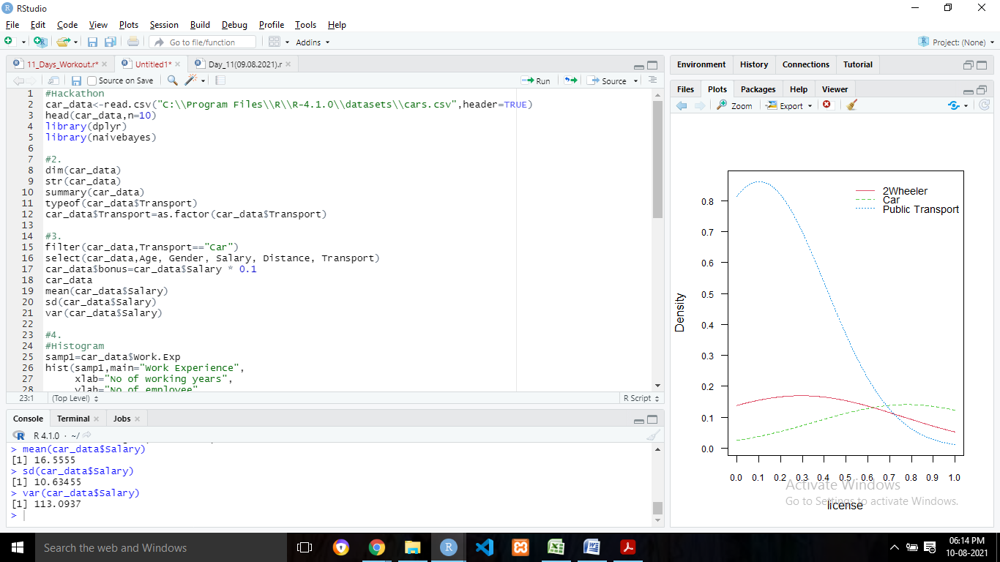 RStudio
File Edit Code View Plots Session Build Debug Profile Tools Help
Go to file/function Addins Project: (None)
11_Days_Workout.r* Untitled1* Day_11(09.08.2021).r
Source on Save Run Source
1 #Hackathon
2 car_data<-read.csv("C:\\Program Files\\R\\R-4.1.0\\datasets\\cars.csv",header=TRUE)
3 head(car_data,n=10)
4 library(dplyr)
5 library(naivebayes)
6
7 #2.
8 dim(car_data)
9 str(car_data)
10 summary(car_data)
11 typeof(car_data$Transport)
12 car_data$Transport=as.factor(car_data$Transport)
13
14 #3.
15 filter(car_data,Transport=="Car")
16 select(car_data,Age, Gender, Salary, Distance, Transport)
17 car_data$bonus=car_data$Salary * 0.1
18 car_data
19 mean(car_data$Salary)
20 sd(car_data$Salary)
21 var(car_data$Salary)
22
23 #4.
24 #Histogram
25 samp1=car_data$Work.Exp
26 hist(samp1,main="Work Experience",
27 xlab="No of working years",
28 ylab="No of employee"
23:1 (Top Level) R Script
Console Terminal Jobs
R 4.1.0 · ~/
> mean(car_data$Salary)
[1] 16.5555
> sd(car_data$Salary)
[1] 10.63455
> var(car_data$Salary)
[1] 113.0937
>
Environment History Connections Tutorial
Files Plots Packages Help Viewer
Zoom Export
2Wheeler
Car
Public Transport
Density
0.8
0.7
0.6
0.5
0.4
0.3
0.2
0.1
0.0
0.0 0.1 0.2 0.3 0.4 0.5 0.6 0.7 0.8 0.9 1.0
license
Activate Windows
Go to Settings to activate Windows.
Search the web and Windows
06:14 PM
10-08-2021